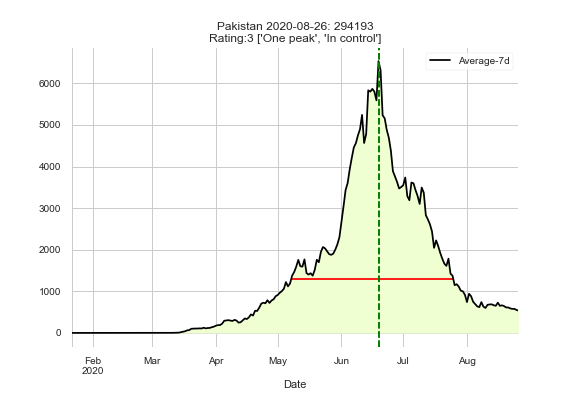 Pakistan 2020-08-26: 294193
Rating:3 ['One peak', 'In control']
Average-7d
6000
5000
4000
3000
2000
1000
0
Feb Mar Apr May Jun Jul Aug
2020
Date